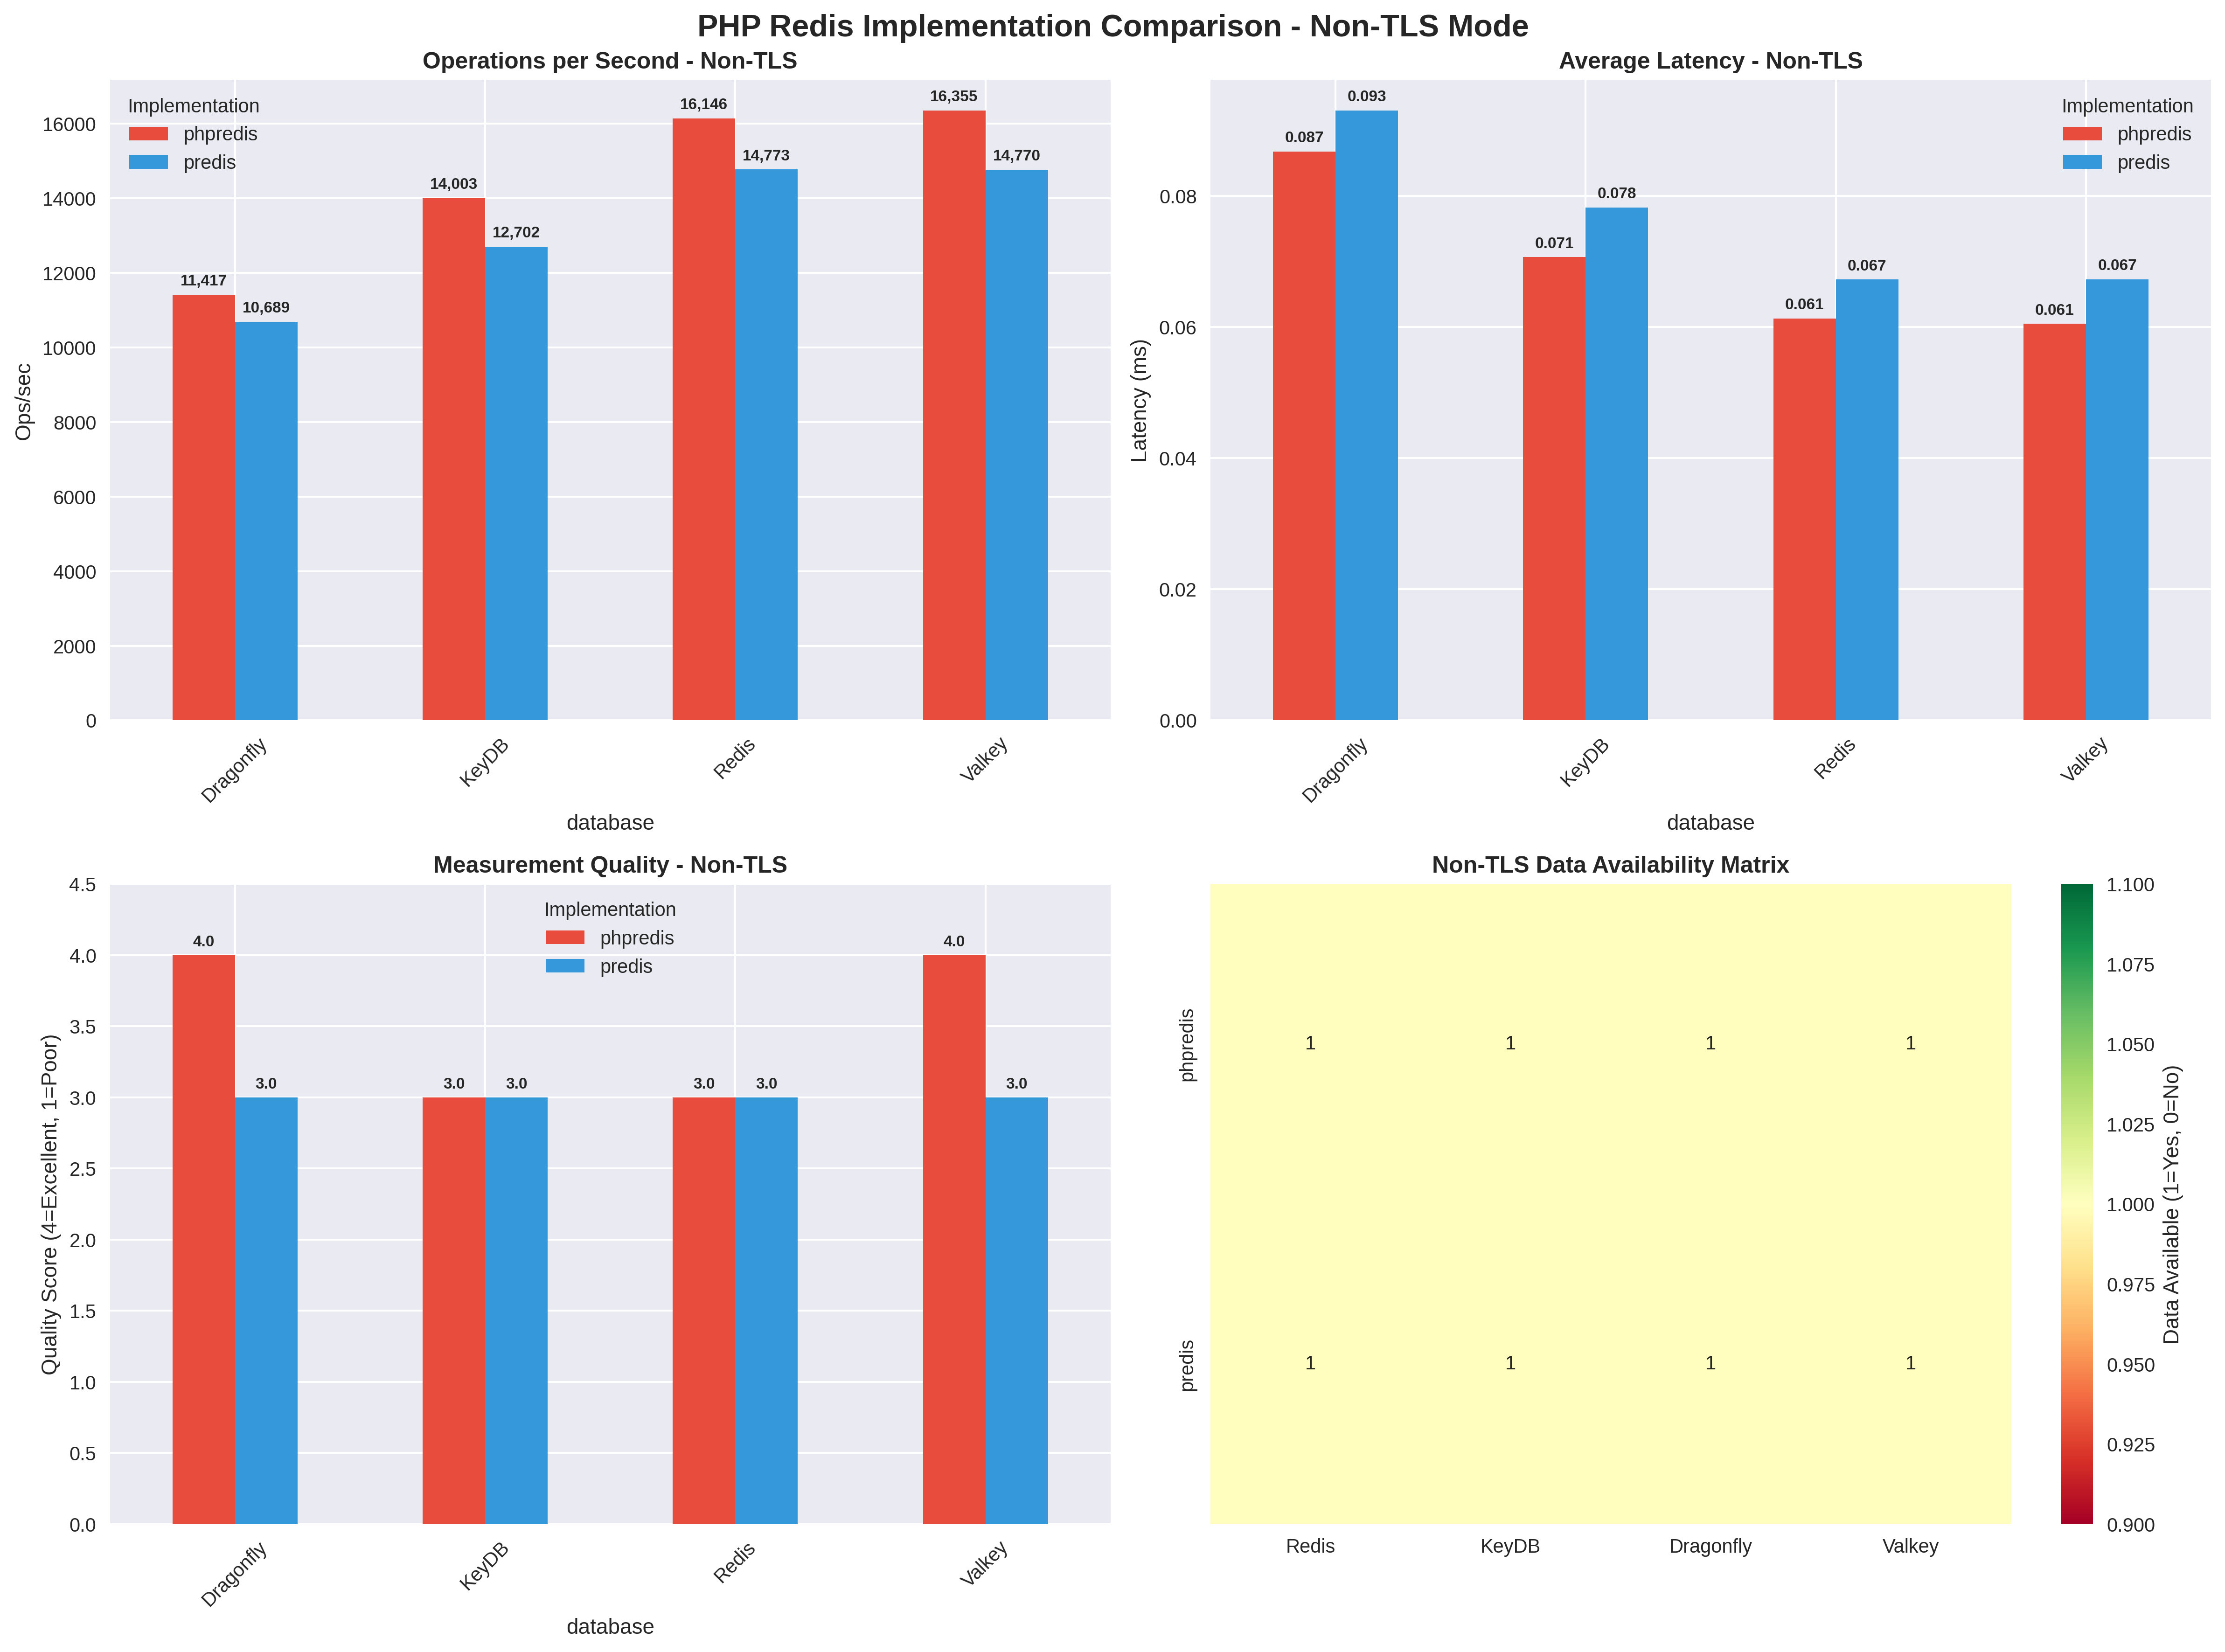 PHP Redis Implementation Comparison - Non-TLS Mode
Operations per Second - Non-TLS
Implementation
phpredis
predis
16,146
16,355
14,773
14,770
14,003
12,702
11,417
10,689
16000
14000
12000
10000
8000
6000
4000
2000
0
Ops/sec
Dragonfly
KeyDB
Redis
Valkey
database
Average Latency - Non-TLS
Implementation
phpredis
predis
0.093
0.087
0.078
0.071
0.067
0.067
0.061
0.061
0.08
0.06
0.04
0.02
0.00
Latency (ms)
Dragonfly
KeyDB
Redis
Valkey
database
Measurement Quality - Non-TLS
Implementation
phpredis
predis
4.0
4.0
3.0
3.0
3.0
3.0
3.0
3.0
4.5
4.0
3.5
3.0
2.5
2.0
1.5
1.0
0.5
0.0
Quality Score (4=Excellent, 1=Poor)
Dragonfly
KeyDB
Redis
Valkey
database
Non-TLS Data Availability Matrix
phpredis
1 1 1 1
predis
1 1 1 1
Redis KeyDB Dragonfly Valkey
1.100
1.075
1.050
1.025
1.000
0.975
0.950
0.925
0.900
Data Available (1=Yes, 0=No)